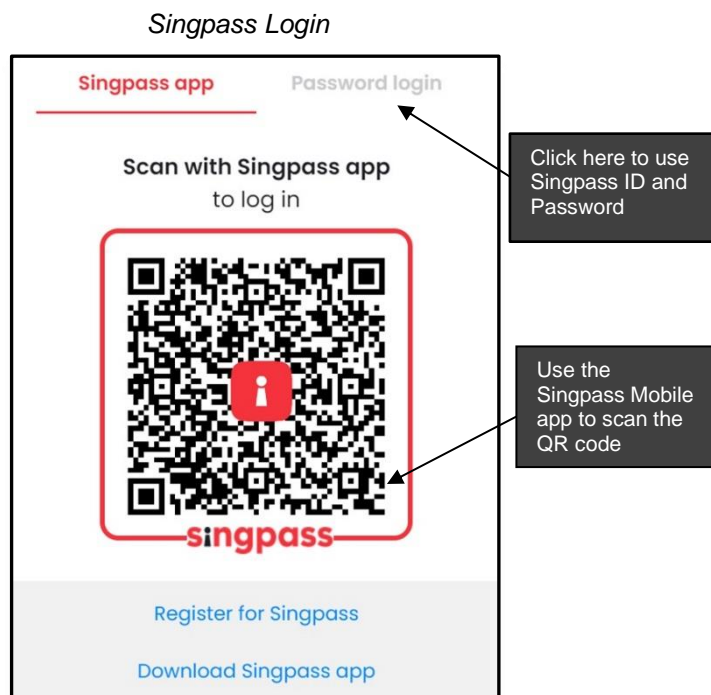 Singpass Login
Singpass app
Password login
Click here to use
Singpass ID and
Password
Scan with Singpass app
to log in
Use the
Singpass Mobile
app to scan the
QR code
singpass
Register for Singpass
Download Singpass app